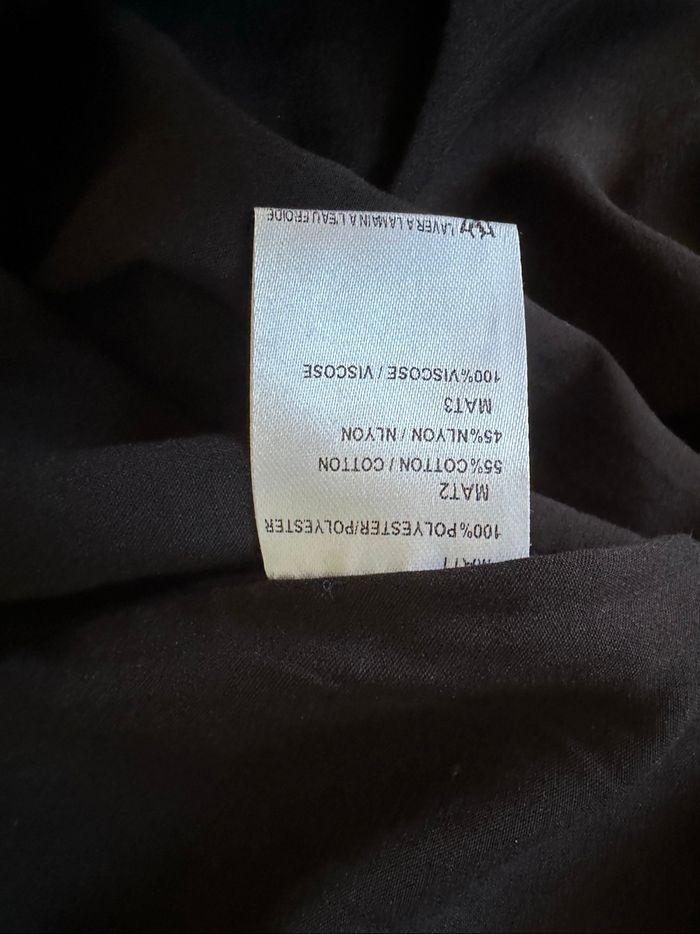 MAT1
100%POLYESTER/POLYESTER
MAT2
55%COTTON / COTTON
45%NLYON / NLYON
MAT3
100%VISCOSE / VISCOSE
LAVER A LA MAIN A L'EAU FROIDE